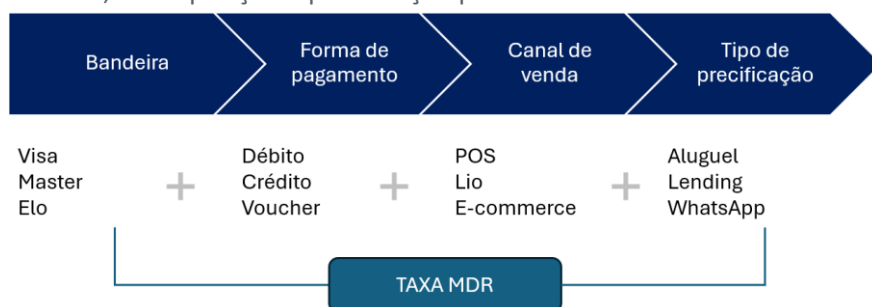 Bandeira
Forma de
pagamento
Canal de
venda
Tipo de
precificação
Visa
Master
Elo
+
Débito
Crédito
Voucher
+
POS
Lio
E-commerce
+
Aluguel
Lending
WhatsApp
TAXA MDR